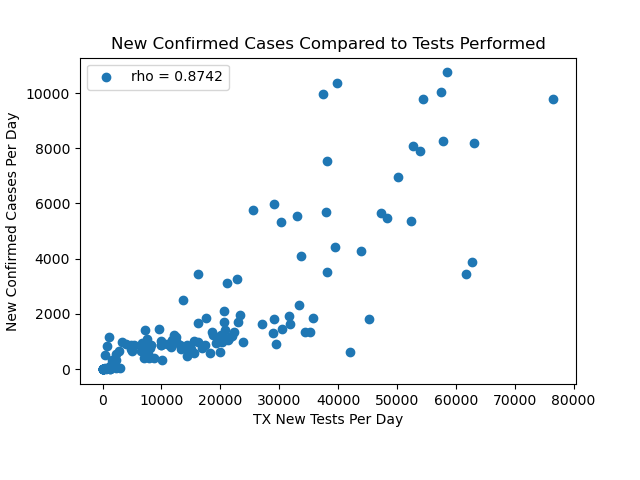 New Confirmed Cases Compared to Tests Performed
rho = 0.8742
New Confirmed Caeses Per Day
10000
8000
6000
4000
2000
0
0 10000 20000 30000 40000 50000 60000 70000 80000
TX New Tests Per Day